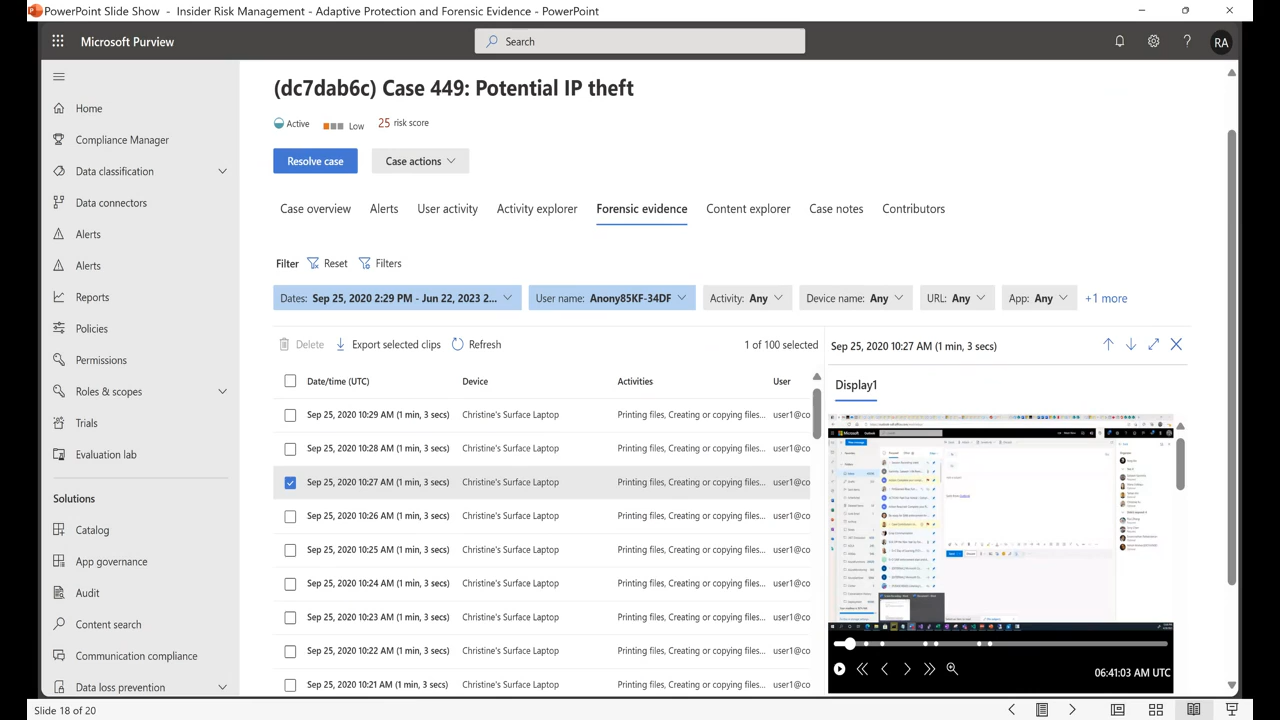 PowerPoint Slide Show - Insider Risk Management - Adaptive Protection and Forensic Evidence - PowerPoint
Microsoft Purview
Search
RA
Home
Compliance Manager
Data classification
Data connectors
Alerts
Alerts
Reports
Policies
Permissions
Roles & scopes
Trials
Evaluation lab
Solutions
Catalog
App governance
Audit
Content search
Communication compliance
Data loss prevention
(dc7dab6c) Case 449: Potential IP theft
Active Low 25 risk score
Resolve case Case actions
Case overview Alerts User activity Activity explorer Forensic evidence Content explorer Case notes Contributors
Filter Reset Filters
Dates: Sep 25, 2020 2:29 PM - Jun 22, 2023 2... User name: Anony85KF-34DF Activity: Any Device name: Any URL: Any App: Any +1 more
Delete Export selected clips Refresh 1 of 100 selected
Date/time (UTC) Device Activities User
Sep 25, 2020 10:29 AM (1 min, 3 secs) Christine's Surface Laptop Printing files, Creating or copying files... user1@co
Sep 25, 2020 10:28 AM (1 min, 3 secs) Christine's Surface Laptop Printing files, Creating or copying files... user1@co
Sep 25, 2020 10:27 AM (1 min, 3 secs) Christine's Surface Laptop Printing files, Creating or copying files... user1@co
Sep 25, 2020 10:26 AM (1 min, 3 secs) Christine's Surface Laptop Printing files, Creating or copying files... user1@co
Sep 25, 2020 10:25 AM (1 min, 3 secs) Christine's Surface Laptop Printing files, Creating or copying files... user1@co
Sep 25, 2020 10:24 AM (1 min, 3 secs) Christine's Surface Laptop Printing files, Creating or copying files... user1@co
Sep 25, 2020 10:23 AM (1 min, 3 secs) Christine's Surface Laptop Printing files, Creating or copying files... user1@co
Sep 25, 2020 10:22 AM (1 min, 3 secs) Christine's Surface Laptop Printing files, Creating or copying files... user1@co
Sep 25, 2020 10:21 AM (1 min, 3 secs) Christine's Surface Laptop Printing files, Creating or copying files... user1@co
Sep 25, 2020 10:27 AM (1 min, 3 secs)
Display1
Microsoft Outlook
06:41:03 AM UTC
Slide 18 of 20